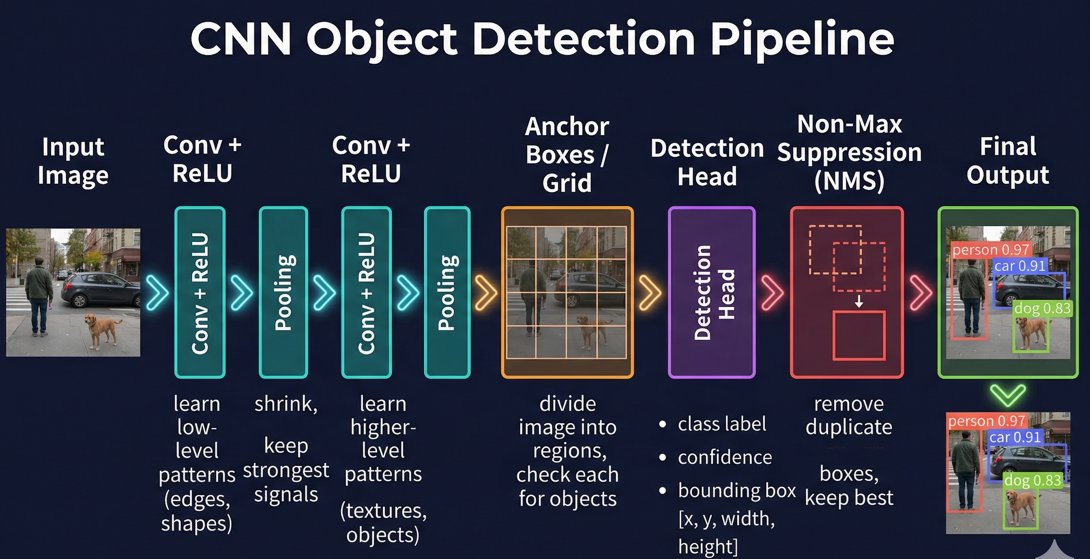 CNN Object Detection Pipeline
Input
Image
Conv +
ReLU
Conv +
ReLU
Anchor
Boxes /
Grid
Detection
Head
Non-Max
Suppression
(NMS)
Final
Output
Conv + ReLU
Pooling
Conv + ReLU
Pooling
Detection
Head
person 0.97
car 0.91
dog 0.83
learn
low-
level
patterns
(edges,
shapes)
shrink,
keep
strongest
signals
learn
higher-
level
patterns
(textures,
objects)
divide
image into
regions,
check each
for objects
• class label
• confidence
• bounding box
[x, y, width,
height]
remove
duplicate
boxes,
keep best
person 0.97
car 0.91
dog 0.83